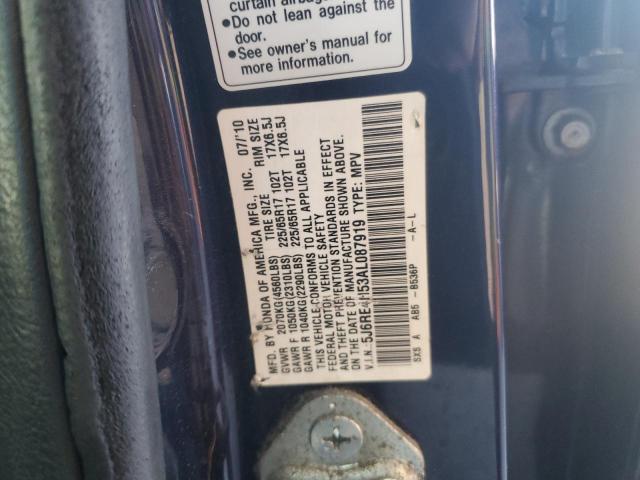 curtain airbag
●Do not lean against the
door.
●See owner's manual for
more information.
MFD. BY HONDA OF AMERICA MFG., INC. 07/10
GVWR 2070KG(4560LBS) TIRE SIZE RIM SIZE
GAWR F 1050KG(2310LBS) 225/65R17 102T 17X6.5J
GAWR R 1040KG(2290LBS) 225/65R17 102T 17X6.5J
THIS VEHICLE CONFORMS TO ALL APPLICABLE
FEDERAL MOTOR VEHICLE SAFETY
AND THEFT PREVENTION STANDARDS IN EFFECT
ON THE DATE OF MANUFACTURE SHOWN ABOVE.
V.I.N.: 5J6RE4H53AL087919 TYPE: MPV
SXS A AB5 - B536P -A-L